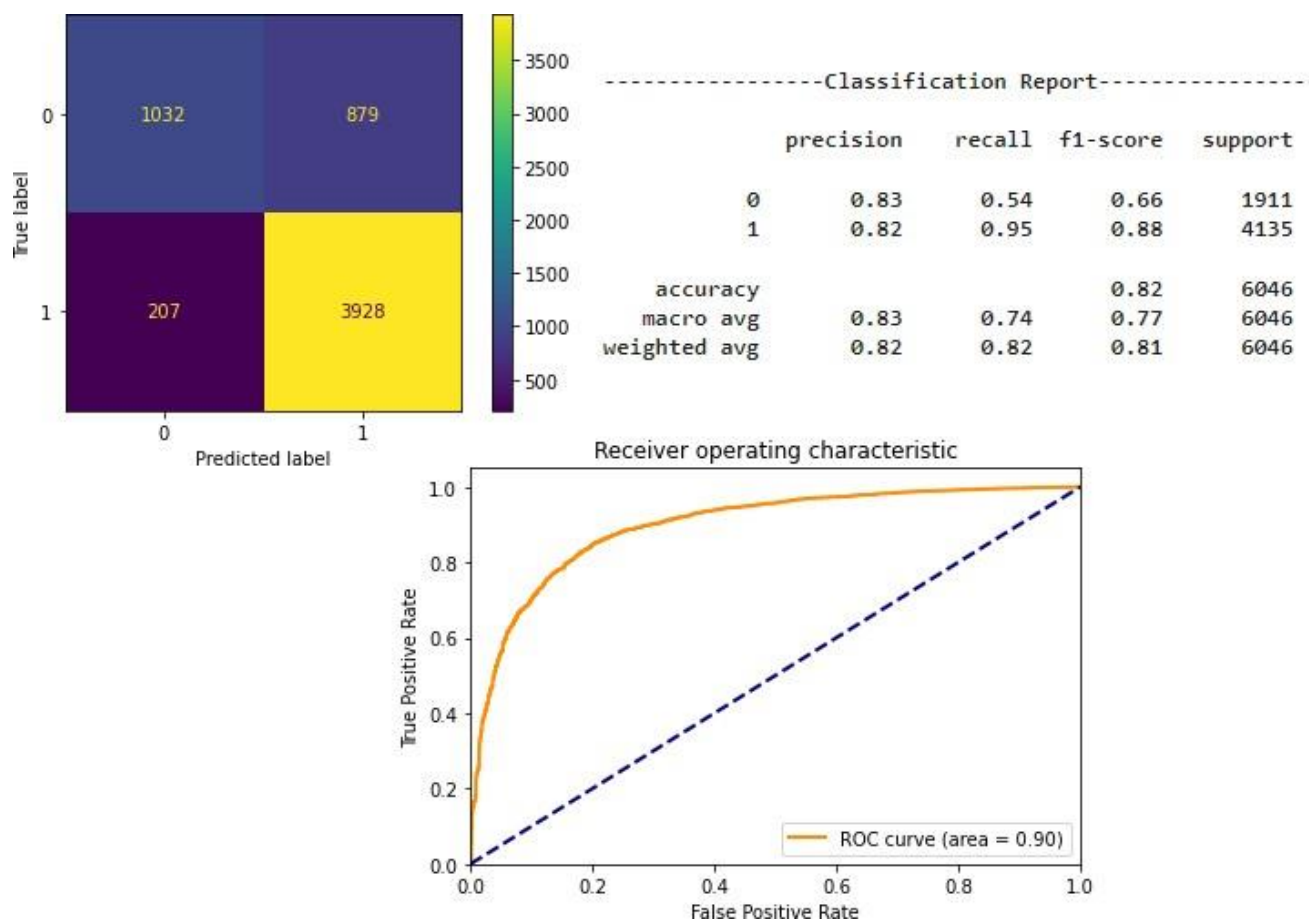 3500
3000
2500
2000
1500
1000
500
0
1032 879
1
207 3928
0 1
True label
Predicted label
-----------------Classification Report----------------
precision recall f1-score support
0 0.83 0.54 0.66 1911
1 0.82 0.95 0.88 4135
accuracy 0.82 6046
macro avg 0.83 0.74 0.77 6046
weighted avg 0.82 0.82 0.81 6046
Receiver operating characteristic
1.0
0.8
0.6
0.4
0.2
0.0
True Positive Rate
ROC curve (area = 0.90)
0.0 0.2 0.4 0.6 0.8 1.0
False Positive Rate